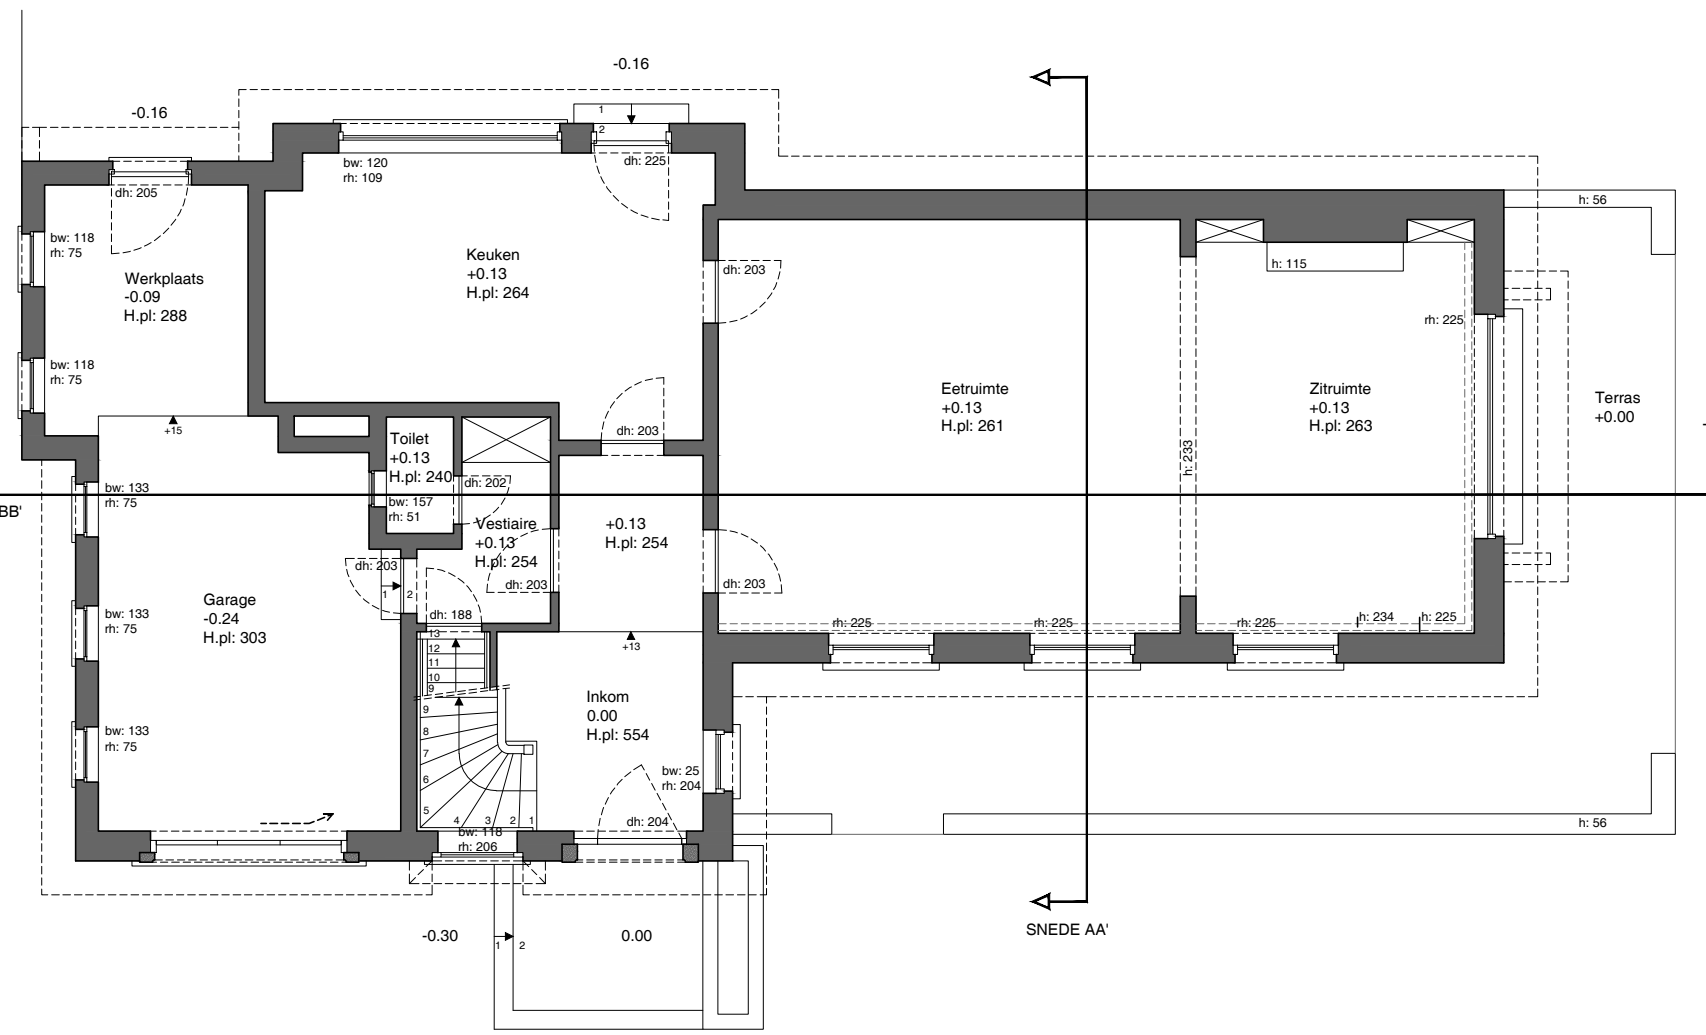 -0.16
-0.16
1
2
bw: 120
rh: 109
dh: 225
dh: 205
h: 56
bw: 118
rh: 75
Keuken
+0.13
H.pl: 264
dh: 203
h: 115
Werkplaats
-0.09
H.pl: 288
rh: 225
bw: 118
rh: 75
Eetruimte
+0.13
H.pl: 261
Zitruimte
+0.13
H.pl: 263
Terras
+0.00
+15
dh: 203
Toilet
+0.13
H.pl: 240
h: 233
dh: 202
bw: 133
rh: 75
bw: 157
rh: 51
BB'
Vestiaire
+0.13
H.pl: 254
+0.13
H.pl: 254
dh: 203
dh: 203
dh: 203
1
2
Garage
-0.24
H.pl: 303
bw: 133
rh: 75
dh: 188
rh: 225
rh: 225
rh: 225
h: 234
h: 225
13
12
11
10
9
+13
Inkom
0.00
H.pl: 554
9
8
7
6
5
4
3
2
1
bw: 133
rh: 75
bw: 25
rh: 204
dh: 204
bw: 118
rh: 206
h: 56
-0.30
1
2
0.00
SNEDE AA'